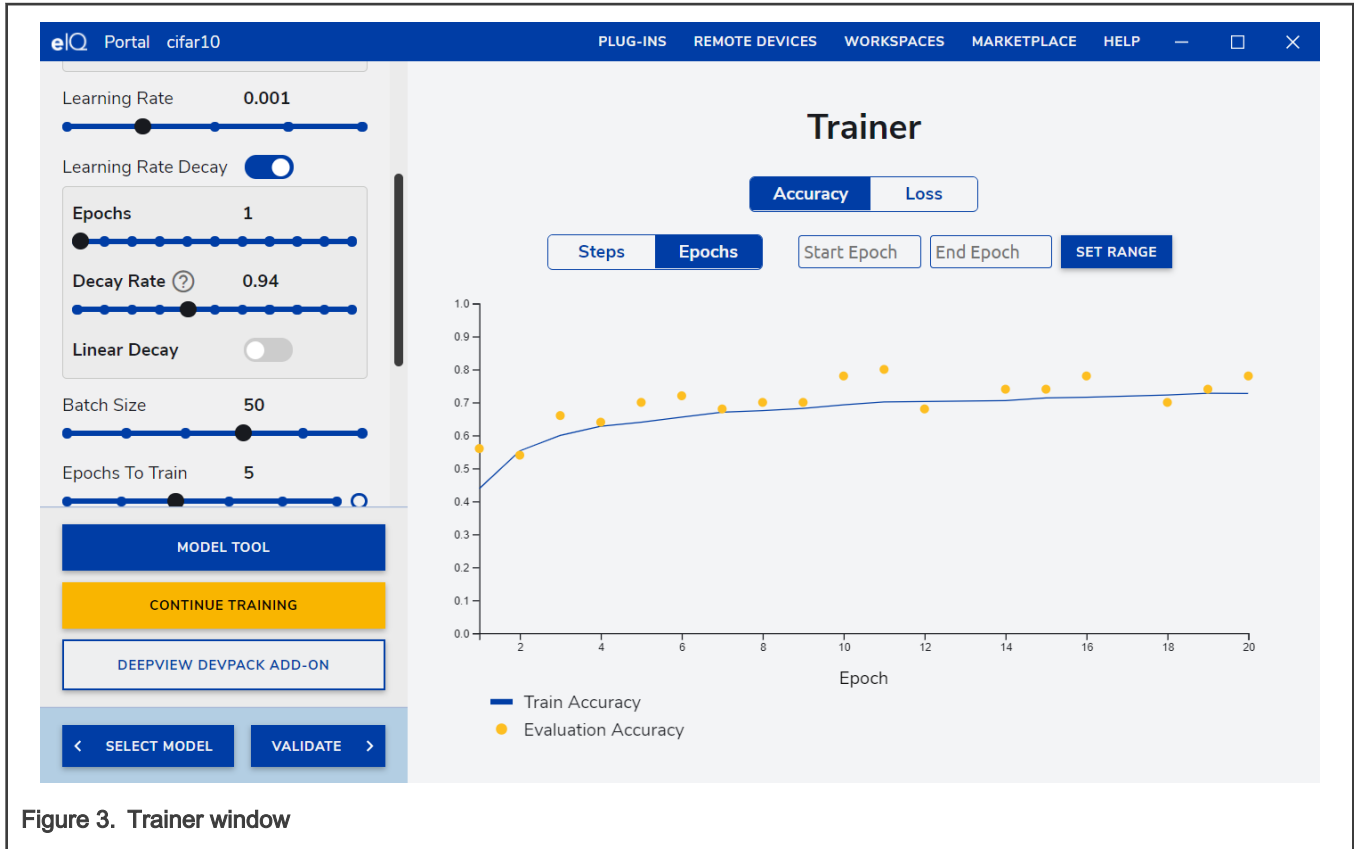 eIQ Portal cifar10 PLUG-INS REMOTE DEVICES WORKSPACES MARKETPLACE HELP
Learning Rate 0.001
Learning Rate Decay
Epochs 1
Decay Rate ? 0.94
Linear Decay
Batch Size 50
Epochs To Train 5
MODEL TOOL
CONTINUE TRAINING
DEEPVIEW DEVPACK ADD-ON
< SELECT MODEL VALIDATE >
Trainer
Accuracy Loss
Steps Epochs Start Epoch End Epoch SET RANGE
1.0
0.9
0.8
0.7
0.6
0.5
0.4
0.3
0.2
0.1
0.0
2 4 6 8 10 12 14 16 18 20
Epoch
Train Accuracy
Evaluation Accuracy
Figure 3. Trainer window